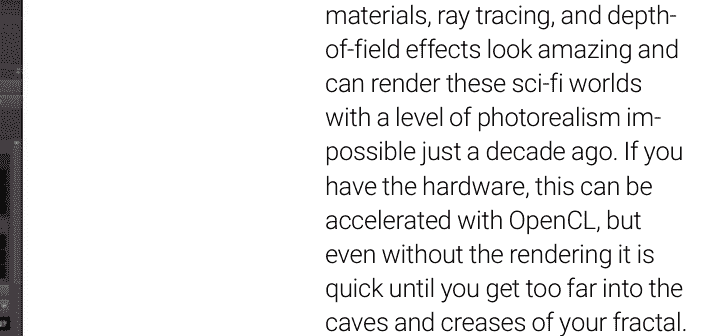 materials, ray tracing, and depth-
of-field effects look amazing and
can render these sci-fi worlds
with a level of photorealism im-
possible just a decade ago. If you
have the hardware, this can be
accelerated with OpenCL, but
even without the rendering it is
quick until you get too far into the
caves and creases of your fractal.